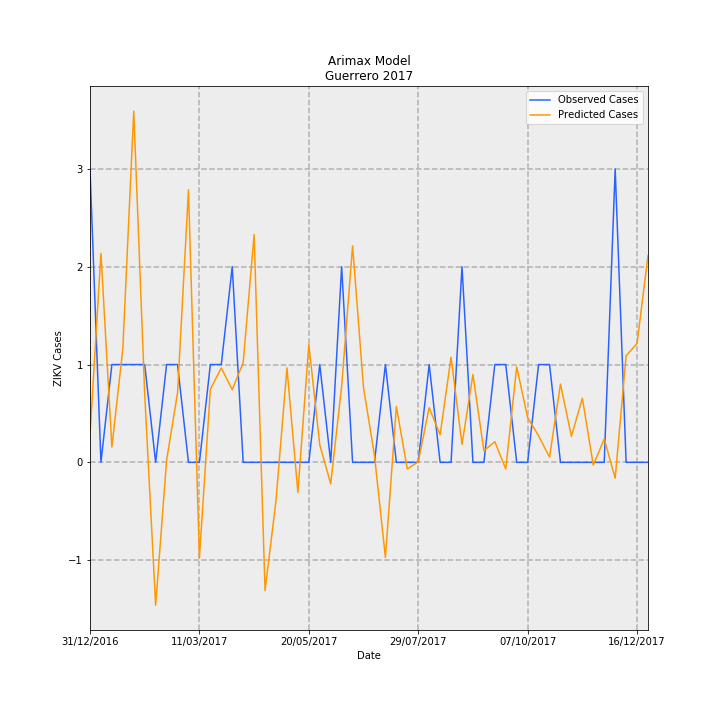 Arimax Model
Guerrero 2017
Observed Cases
Predicted Cases
ZIKV Cases
3
2
1
0
−1
31/12/2016
11/03/2017
20/05/2017
29/07/2017
07/10/2017
16/12/2017
Date